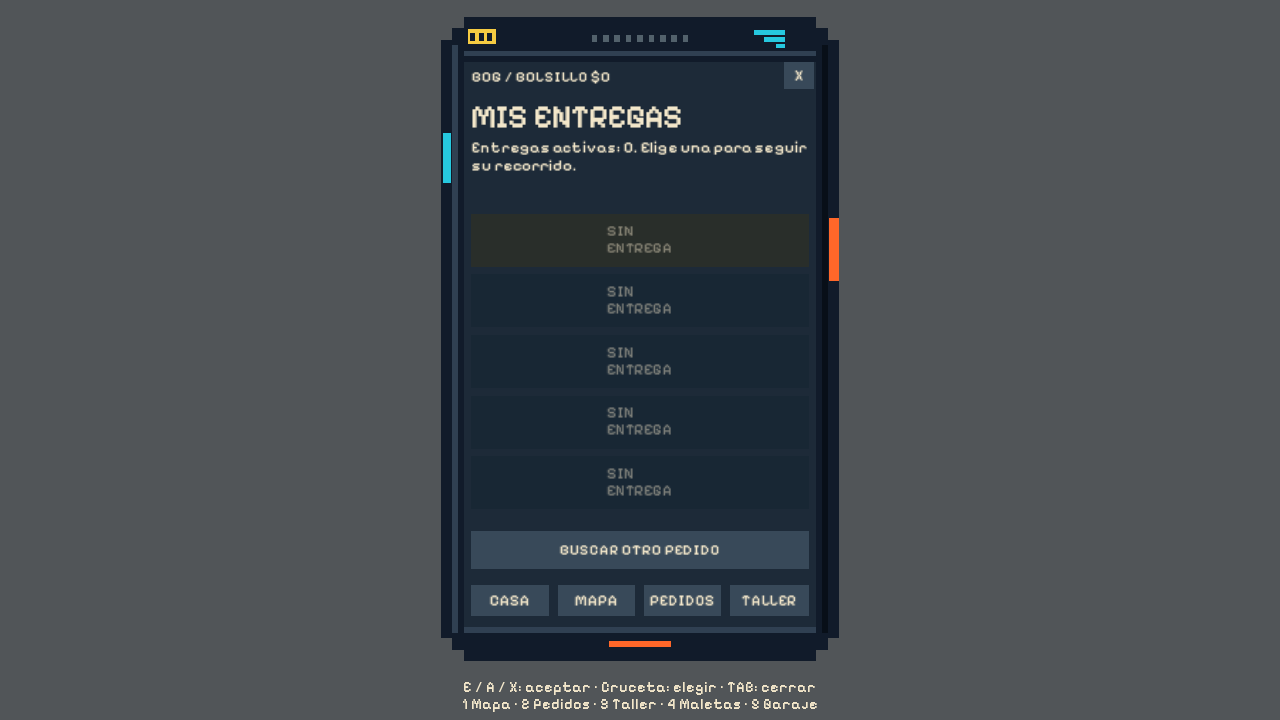 BOG / BOLSILLO $0
X
MIS ENTREGAS
Entregas activas: 0. Elige una para seguir
su recorrido.
SIN
ENTREGA
SIN
ENTREGA
SIN
ENTREGA
SIN
ENTREGA
SIN
ENTREGA
BUSCAR OTRO PEDIDO
CASA
MAPA
PEDIDOS
TALLER
E / A / X: aceptar · Cruceta: elegir · TAB: cerrar
1 Mapa · 2 Pedidos · 3 Taller · 4 Maletas · 9 Garaje